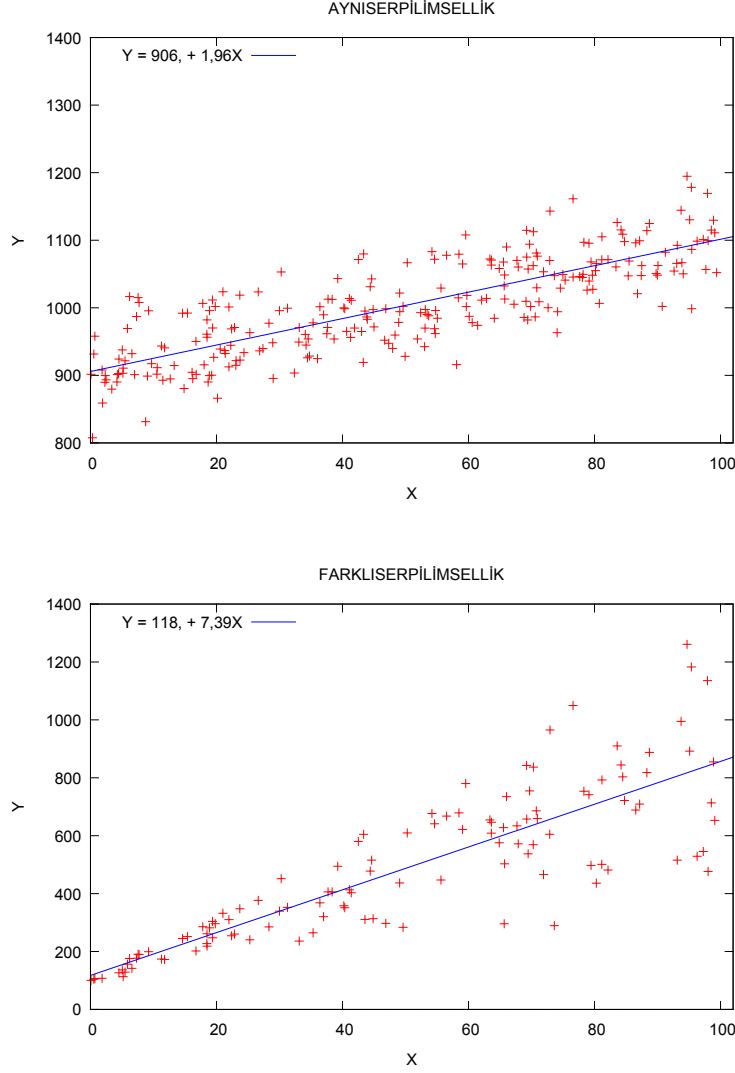 AYNISERPİLİMSELLİK
Y = 906, + 1,96X
1400
1300
1200
1100
1000
900
800
Y
0 20 40 60 80 100
X
FARKLISERPİLİMSELLİK
Y = 118, + 7,39X
1400
1200
1000
800
600
400
200
0
Y
0 20 40 60 80 100
X